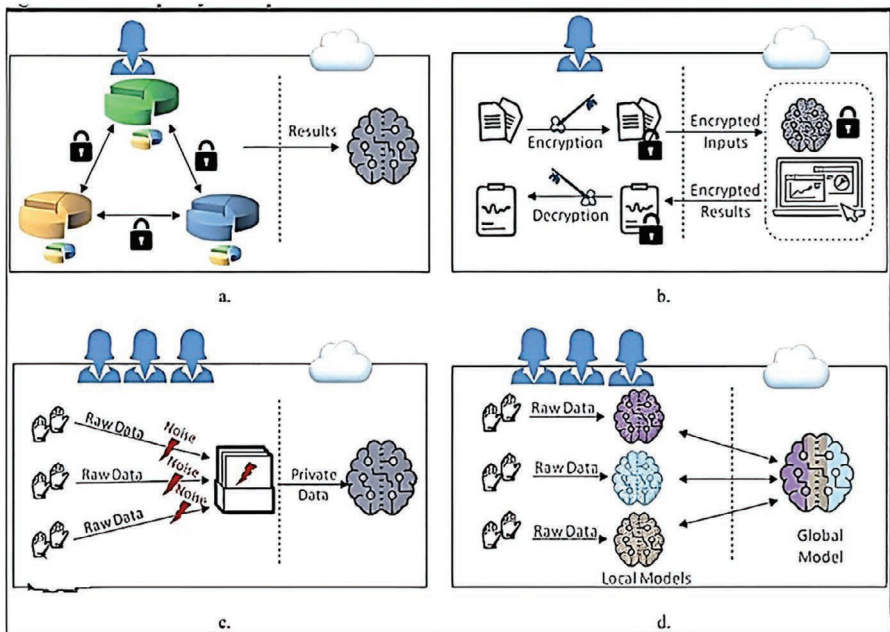 Results
a.
Encryption
Encrypted
Inputs
Decryption
Encrypted
Results
b.
Raw Data
Noise
Raw Data
Noise
Raw Data
Noise
Private
Data
c.
Raw Data
Raw Data
Raw Data
Local Models
Global
Model
d.